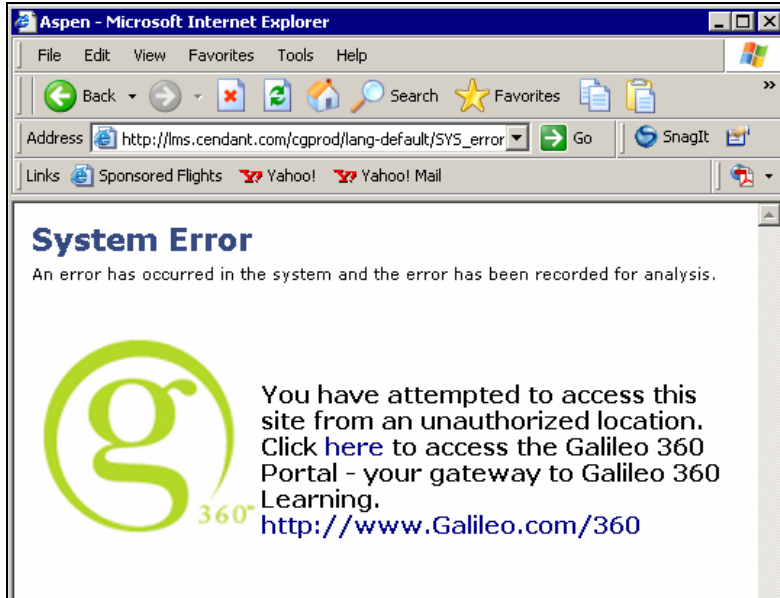 Aspen - Microsoft Internet Explorer
File Edit View Favorites Tools Help
Back Search Favorites »
Address http://lms.cendant.com/cgprod/lang-default/SYS_error Go SnagIt
Links Sponsored Flights Yahoo! Yahoo! Mail
System Error
An error has occurred in the system and the error has been recorded for analysis.
g
360™
You have attempted to access this
site from an unauthorized location.
Click here to access the Galileo 360
Portal - your gateway to Galileo 360
Learning.
http://www.Galileo.com/360